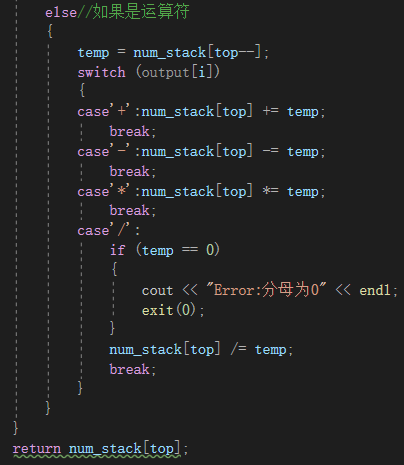 else//如果是运算符
{
temp = num_stack[top--];
switch (output[i])
{
case'+':num_stack[top] += temp;
break;
case'-':num_stack[top] -= temp;
break;
case'*':num_stack[top] *= temp;
break;
case'/':
if (temp == 0)
{
cout << "Error:分母为0" << endl;
exit(0);
}
num_stack[top] /= temp;
break;
}
}
}
return num_stack[top];